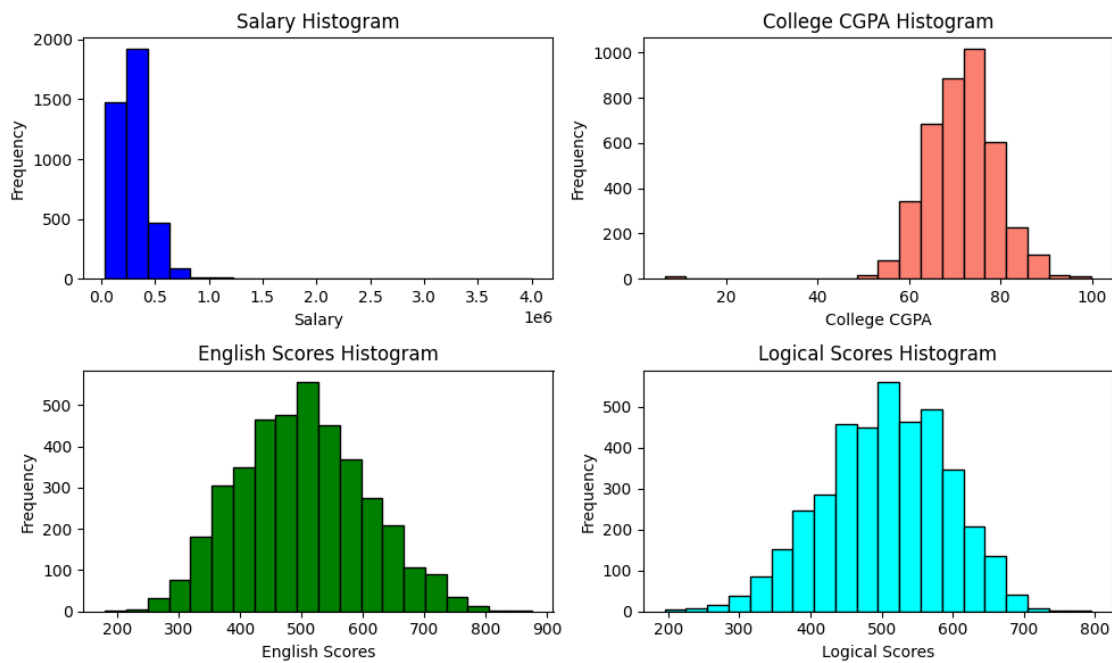 Salary Histogram
2000
1500
1000
500
0
Frequency
0.0 0.5 1.0 1.5 2.0 2.5 3.0 3.5 4.0
1e6
Salary
College CGPA Histogram
1000
800
600
400
200
0
Frequency
20 40 60 80 100
College CGPA
English Scores Histogram
500
400
300
200
100
0
Frequency
200 300 400 500 600 700 800 900
English Scores
Logical Scores Histogram
500
400
300
200
100
0
Frequency
200 300 400 500 600 700 800
Logical Scores